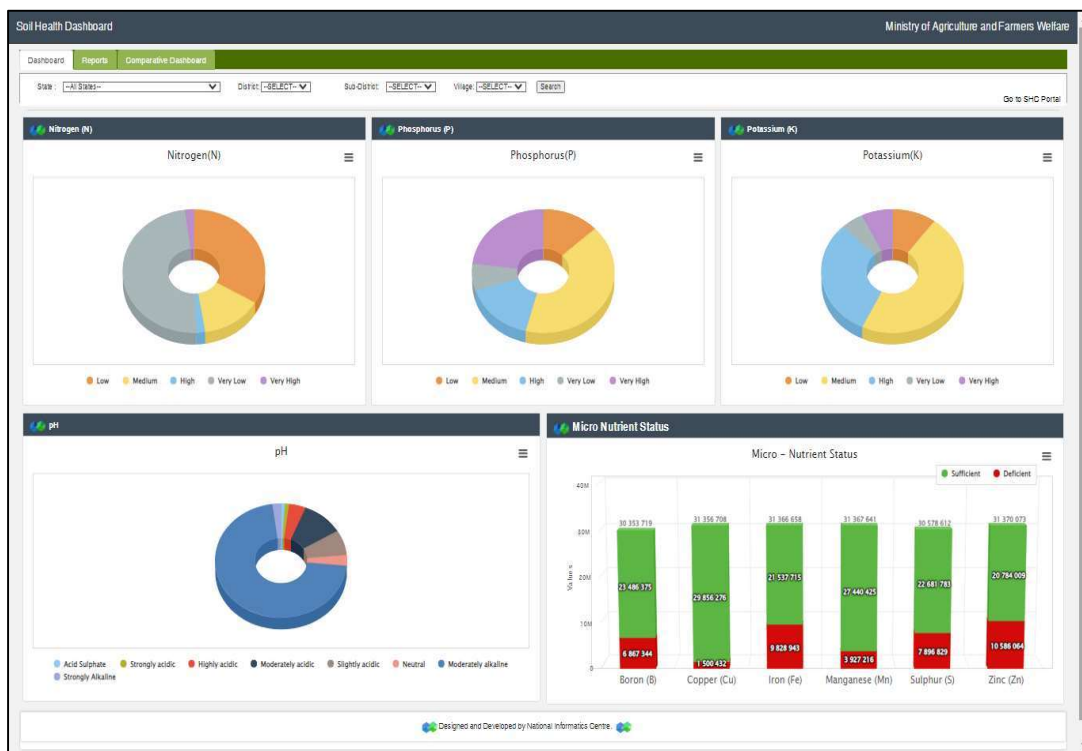 Soil Health Dashboard Ministry of Agriculture and Farmers Welfare
Dashboard Reports Comparative Dashboard
State : --All States-- District: --SELECT-- Sub-District: --SELECT-- Village: --SELECT-- Search
Go to SHC Portal
Nitrogen (N) Phosphorus (P) Potassium (K)
Nitrogen(N) Phosphorus(P) Potassium(K)
Low Medium High Very Low Very High
Low Medium High Very Low Very High
Low Medium High Very Low Very High
pH
pH
Acid Sulphate Strongly acidic Highly acidic Moderately acidic Slightly acidic Neutral Moderately alkaline
Strongly Alkaline
Micro Nutrient Status
Micro – Nutrient Status
Sufficient Deficient
Values
40M
30M
20M
10M
0
30 353 719 31 356 708 31 366 658 31 367 641 30 578 612 31 370 073
23 486 375 29 856 276 21 537 715 27 440 425 22 681 783 20 784 009
6 867 344 1 500 432 9 828 943 3 927 216 7 896 829 10 586 064
Boron (B) Copper (Cu) Iron (Fe) Manganese (Mn) Sulphur (S) Zinc (Zn)
Designed and Developed by National Informatics Centre.